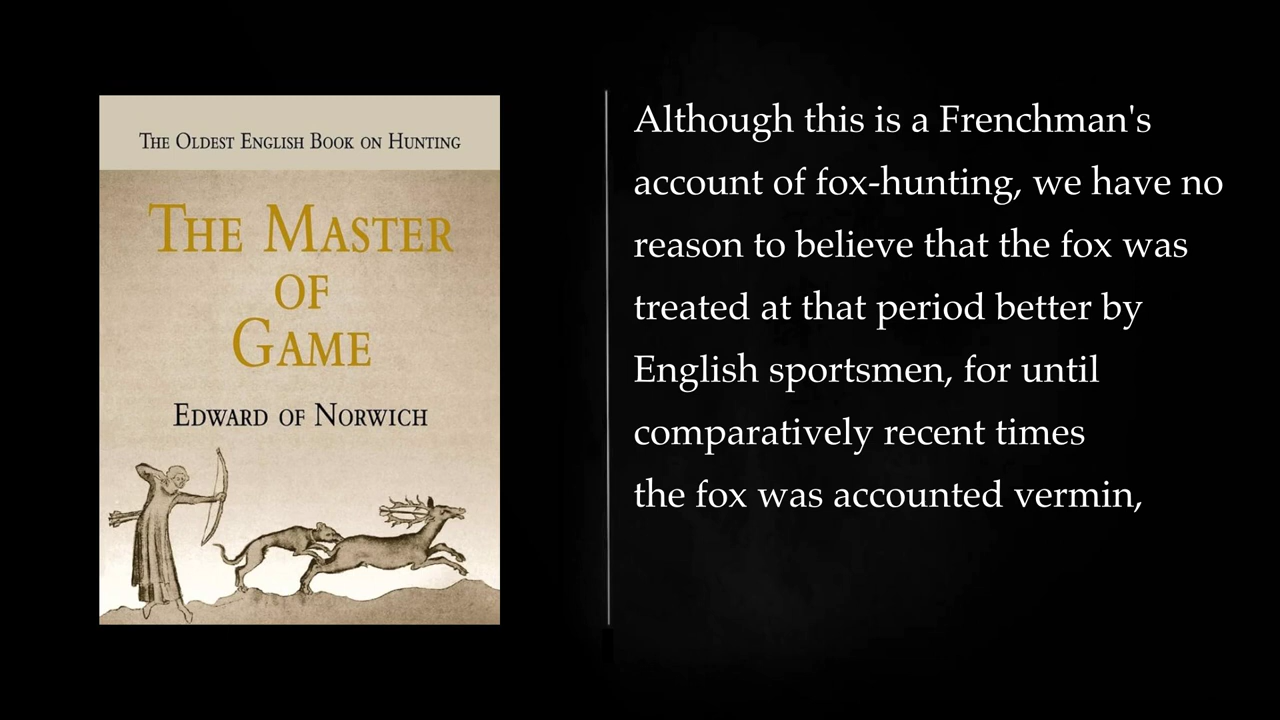 The Oldest English Book on Hunting
The Master
of
Game
Edward of Norwich
Although this is a Frenchman's
account of fox-hunting, we have no
reason to believe that the fox was
treated at that period better by
English sportsmen, for until
comparatively recent times
the fox was accounted vermin,